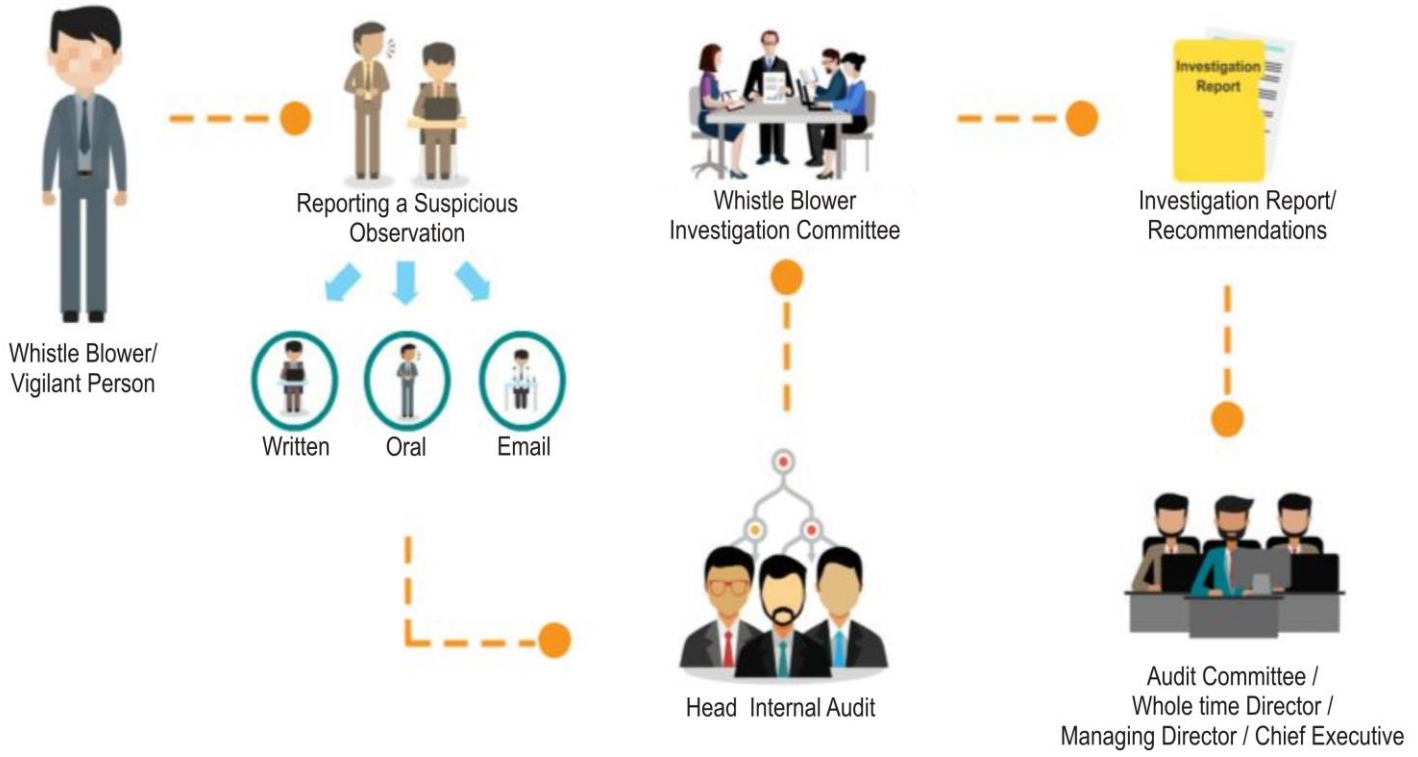 Whistle Blower/
Vigilant Person
Reporting a Suspicious
Observation
Written
Oral
Email
Head Internal Audit
Whistle Blower
Investigation Committee
Investigation
Report
Investigation Report/
Recommendations
Audit Committee /
Whole time Director /
Managing Director / Chief Executive